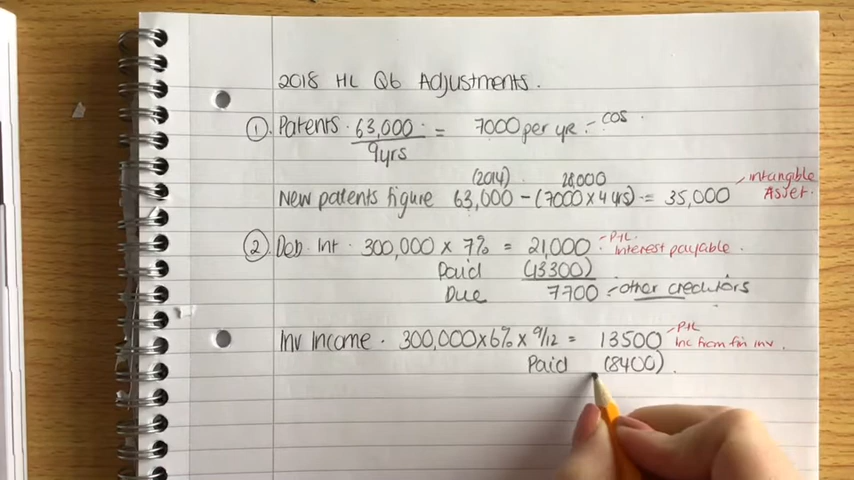 2018 HL Q6 Adjustments.
① Patents. 63,000 = 7000 per yr - COS
9yrs
(2014) 28,000
New patents figure 63,000 - (7000 x 4 yrs) = 35,000 - intangible Asset.
② Deb. Int. 300,000 x 7% = 21,000 - P+L Interest payable.
Paid (13300)
Due 7700 - other creditors
Inv Income. 300,000 x 6% x 9/12 = 13500 - P+L Inc from fin inv.
Paid (8400)